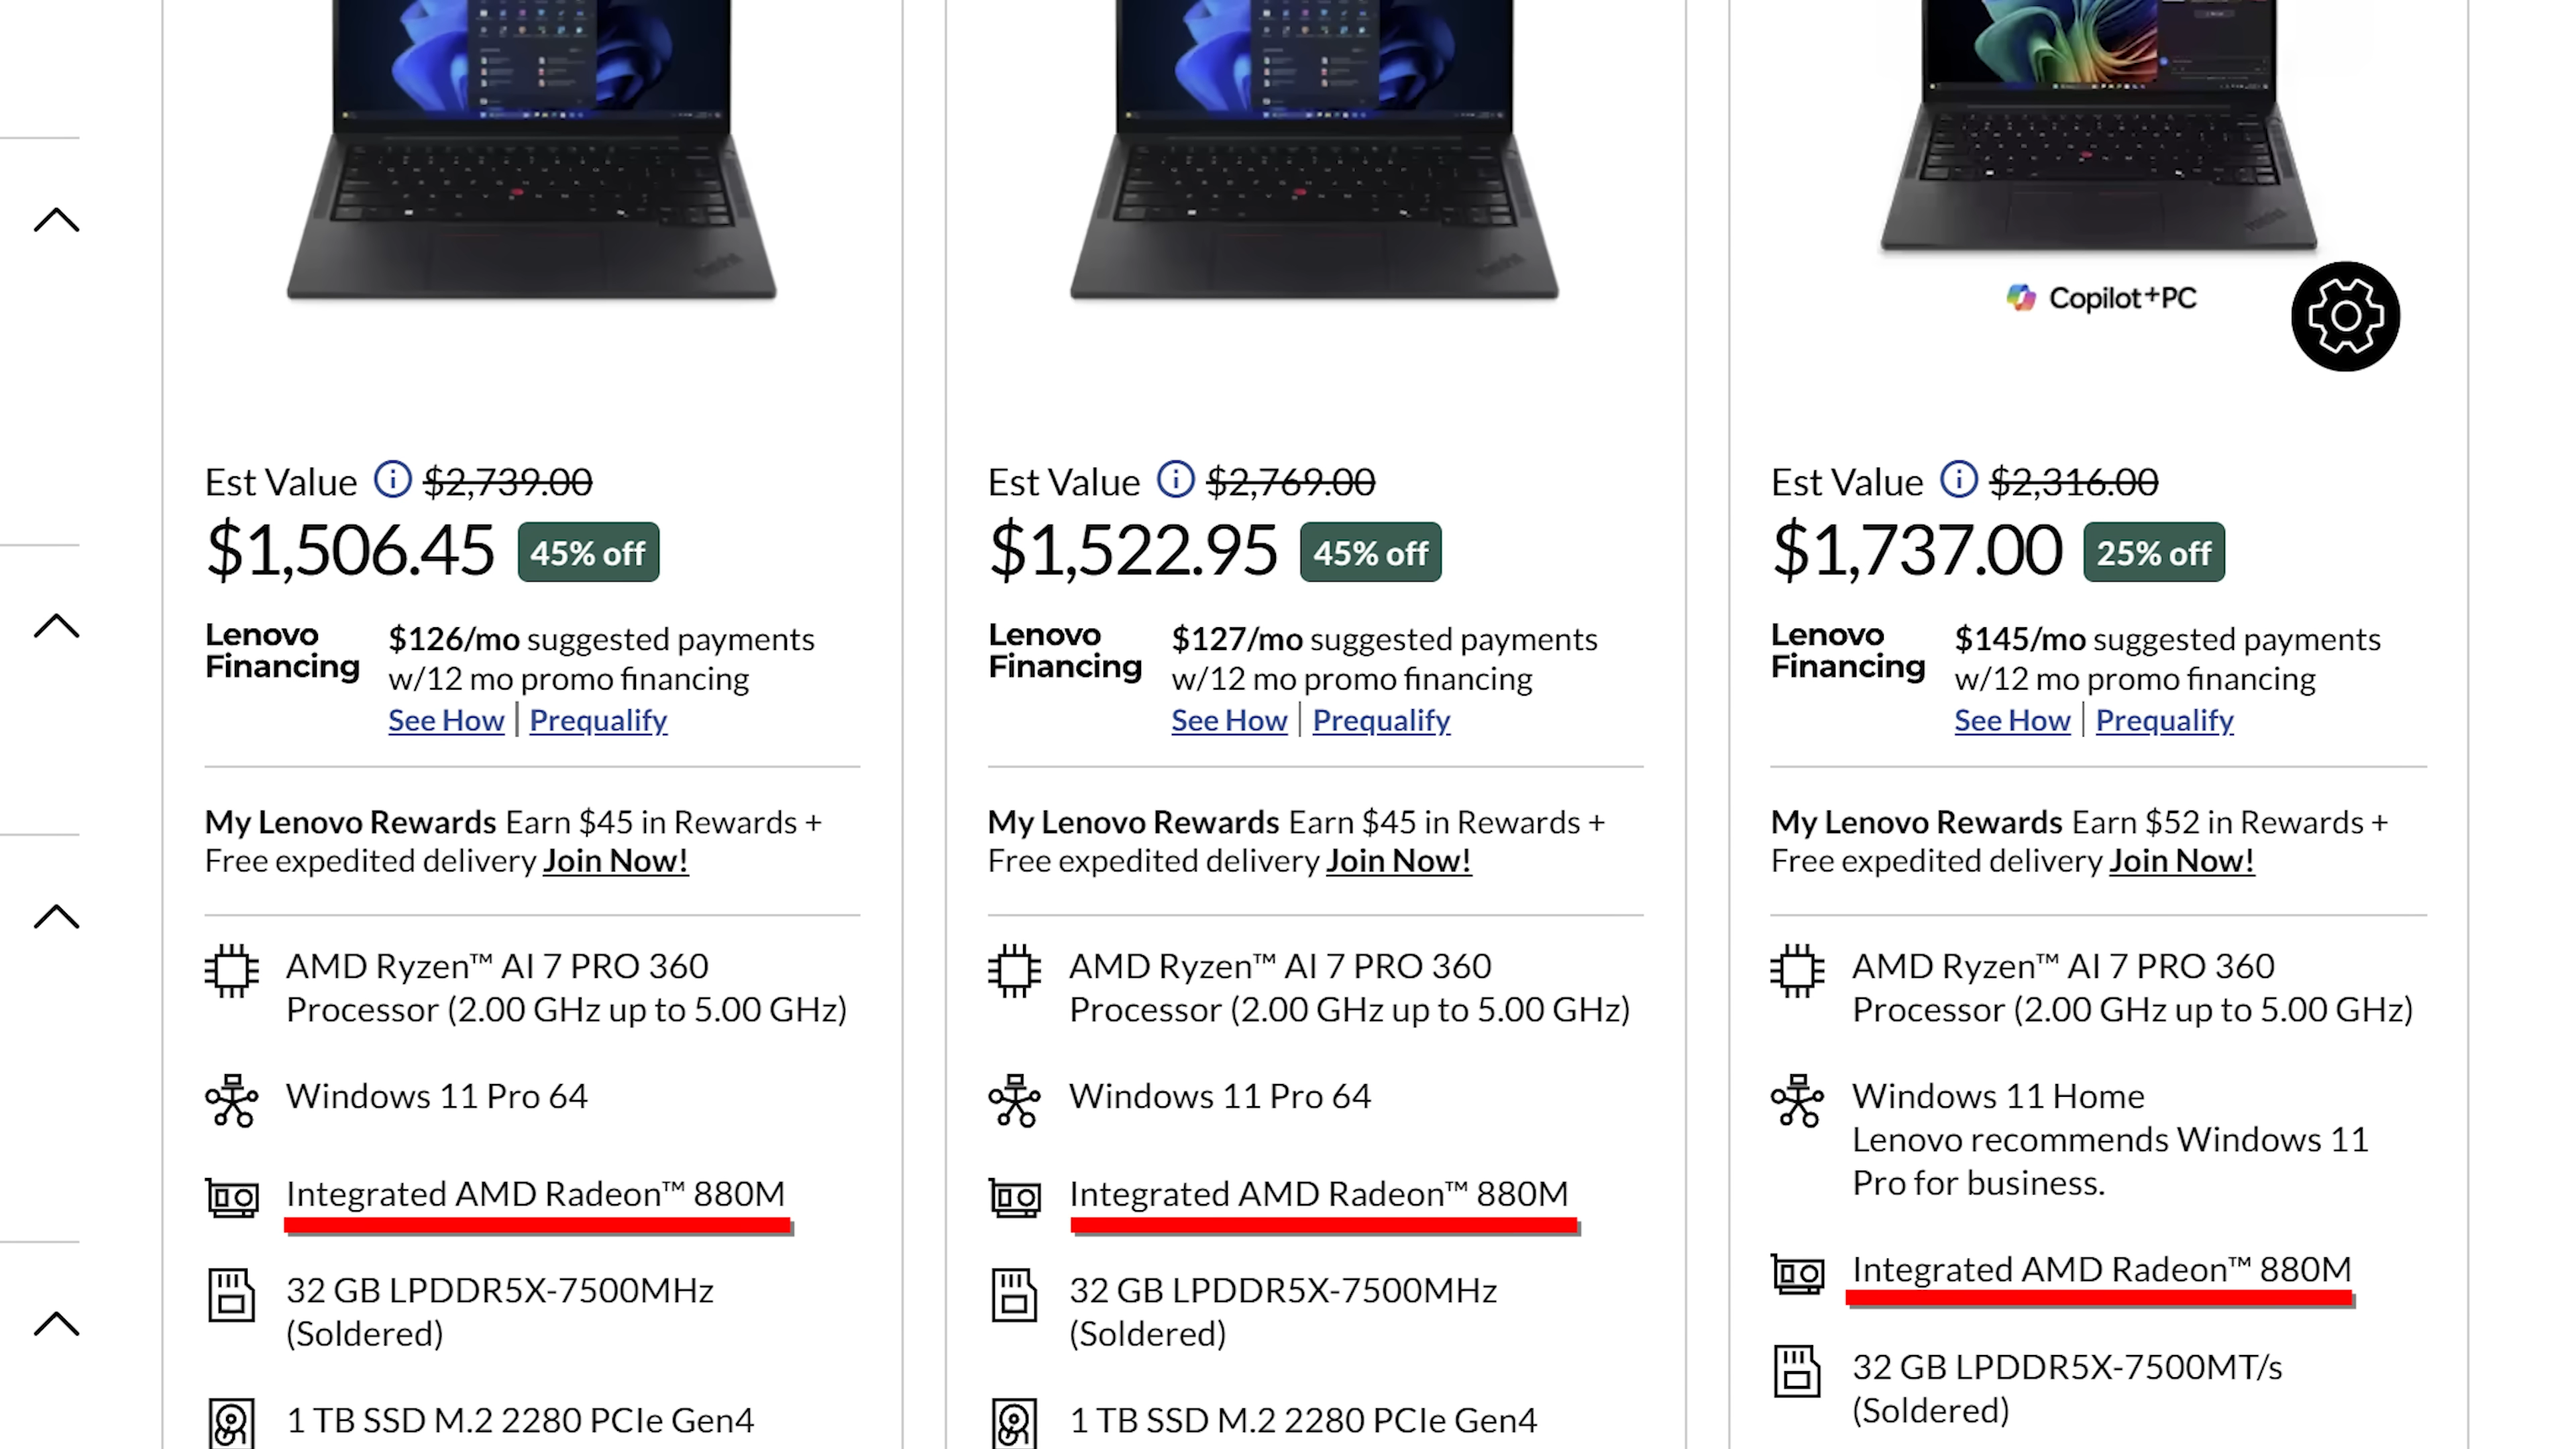 Copilot+PC
Est Value $2,739.00
$1,506.45 45% off
Lenovo Financing
$126/mo suggested payments
w/12 mo promo financing
See How | Prequalify
My Lenovo Rewards Earn $45 in Rewards +
Free expedited delivery Join Now!
AMD Ryzen™ AI 7 PRO 360
Processor (2.00 GHz up to 5.00 GHz)
Windows 11 Pro 64
Integrated AMD Radeon™ 880M
32 GB LPDDR5X-7500MHz
(Soldered)
1 TB SSD M.2 2280 PCIe Gen4
Est Value $2,769.00
$1,522.95 45% off
Lenovo Financing
$127/mo suggested payments
w/12 mo promo financing
See How | Prequalify
My Lenovo Rewards Earn $45 in Rewards +
Free expedited delivery Join Now!
AMD Ryzen™ AI 7 PRO 360
Processor (2.00 GHz up to 5.00 GHz)
Windows 11 Pro 64
Integrated AMD Radeon™ 880M
32 GB LPDDR5X-7500MHz
(Soldered)
1 TB SSD M.2 2280 PCIe Gen4
Est Value $2,316.00
$1,737.00 25% off
Lenovo Financing
$145/mo suggested payments
w/12 mo promo financing
See How | Prequalify
My Lenovo Rewards Earn $52 in Rewards +
Free expedited delivery Join Now!
AMD Ryzen™ AI 7 PRO 360
Processor (2.00 GHz up to 5.00 GHz)
Windows 11 Home
Lenovo recommends Windows 11
Pro for business.
Integrated AMD Radeon™ 880M
32 GB LPDDR5X-7500MT/s
(Soldered)